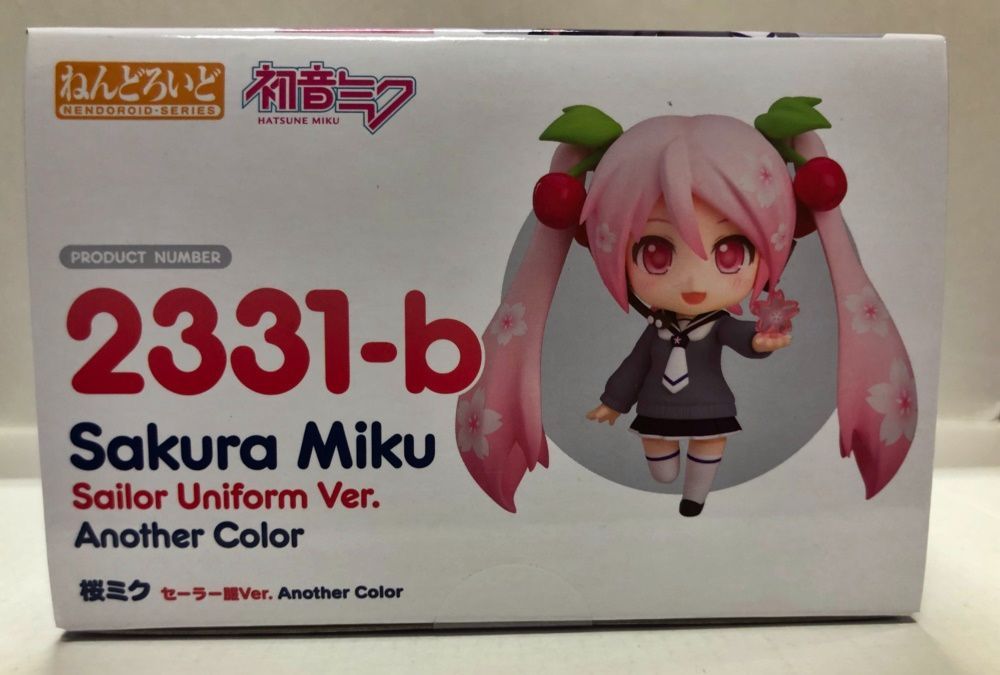 ねんどろいど
NENDOROID-SERIES
初音ミク
HATSUNE MIKU
PRODUCT NUMBER
2331-b
Sakura Miku
Sailor Uniform Ver.
Another Color
桜ミク セーラー服Ver. Another Color